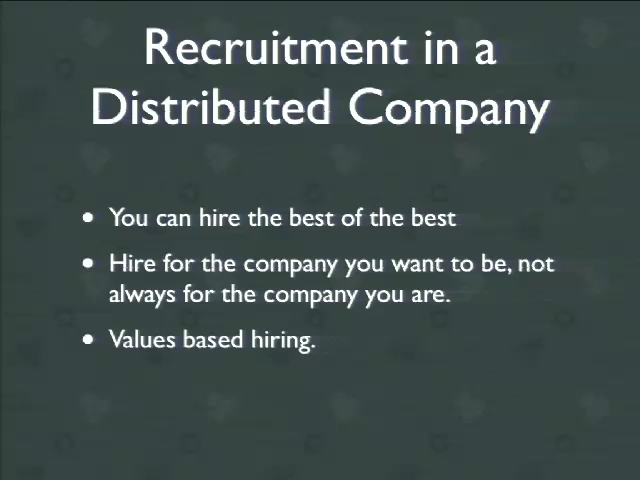 Recruitment in a
Distributed Company
• You can hire the best of the best
• Hire for the company you want to be, not
always for the company you are.
• Values based hiring.